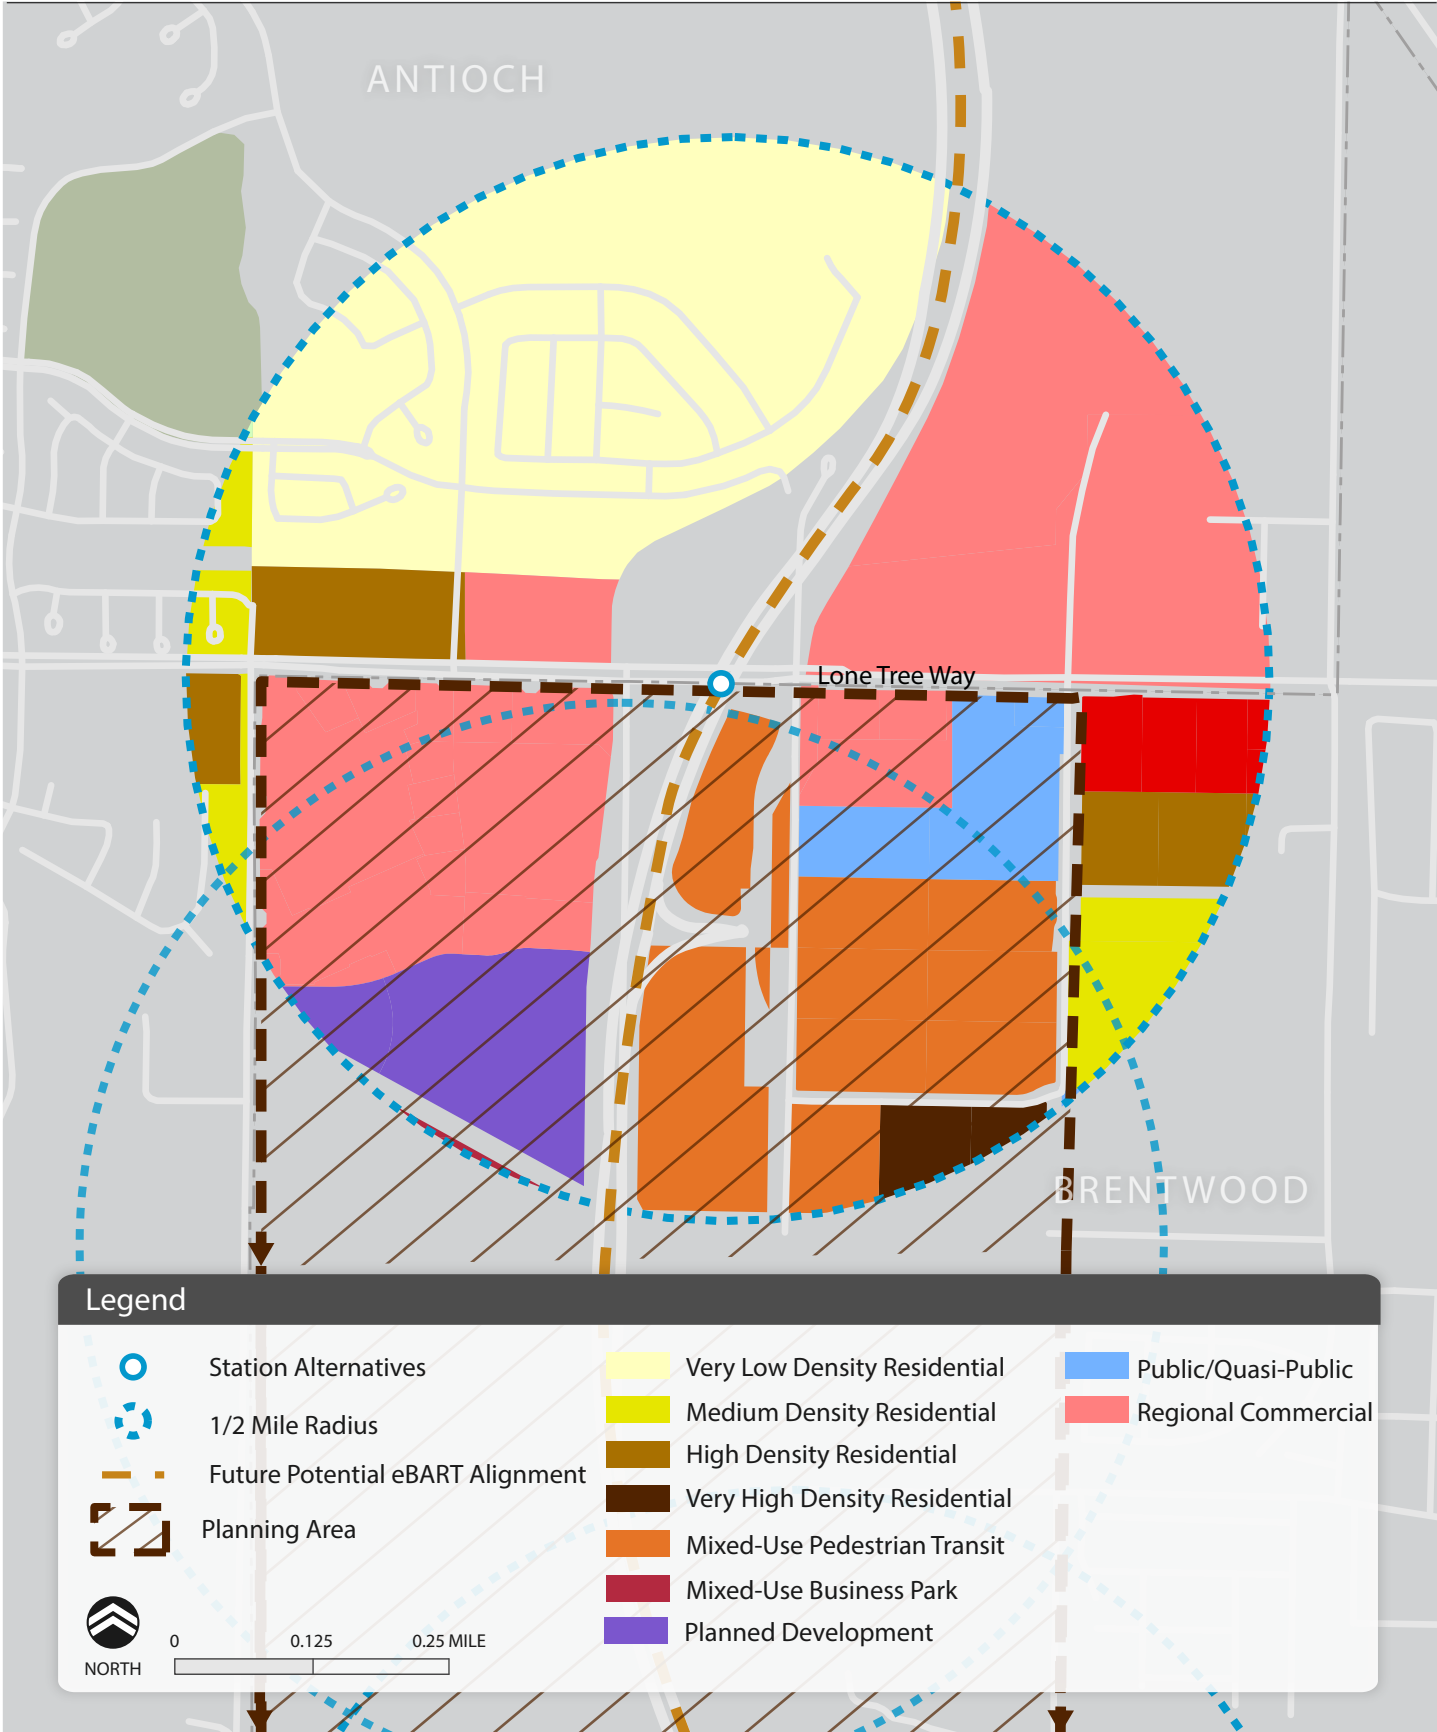 ANTIOCH
Lone Tree Way
BRENTWOOD
Legend
Station Alternatives
1/2 Mile Radius
Future Potential eBART Alignment
Planning Area
NORTH
0 0.125 0.25 MILE
Very Low Density Residential
Medium Density Residential
High Density Residential
Very High Density Residential
Mixed-Use Pedestrian Transit
Mixed-Use Business Park
Planned Development
Public/Quasi-Public
Regional Commercial